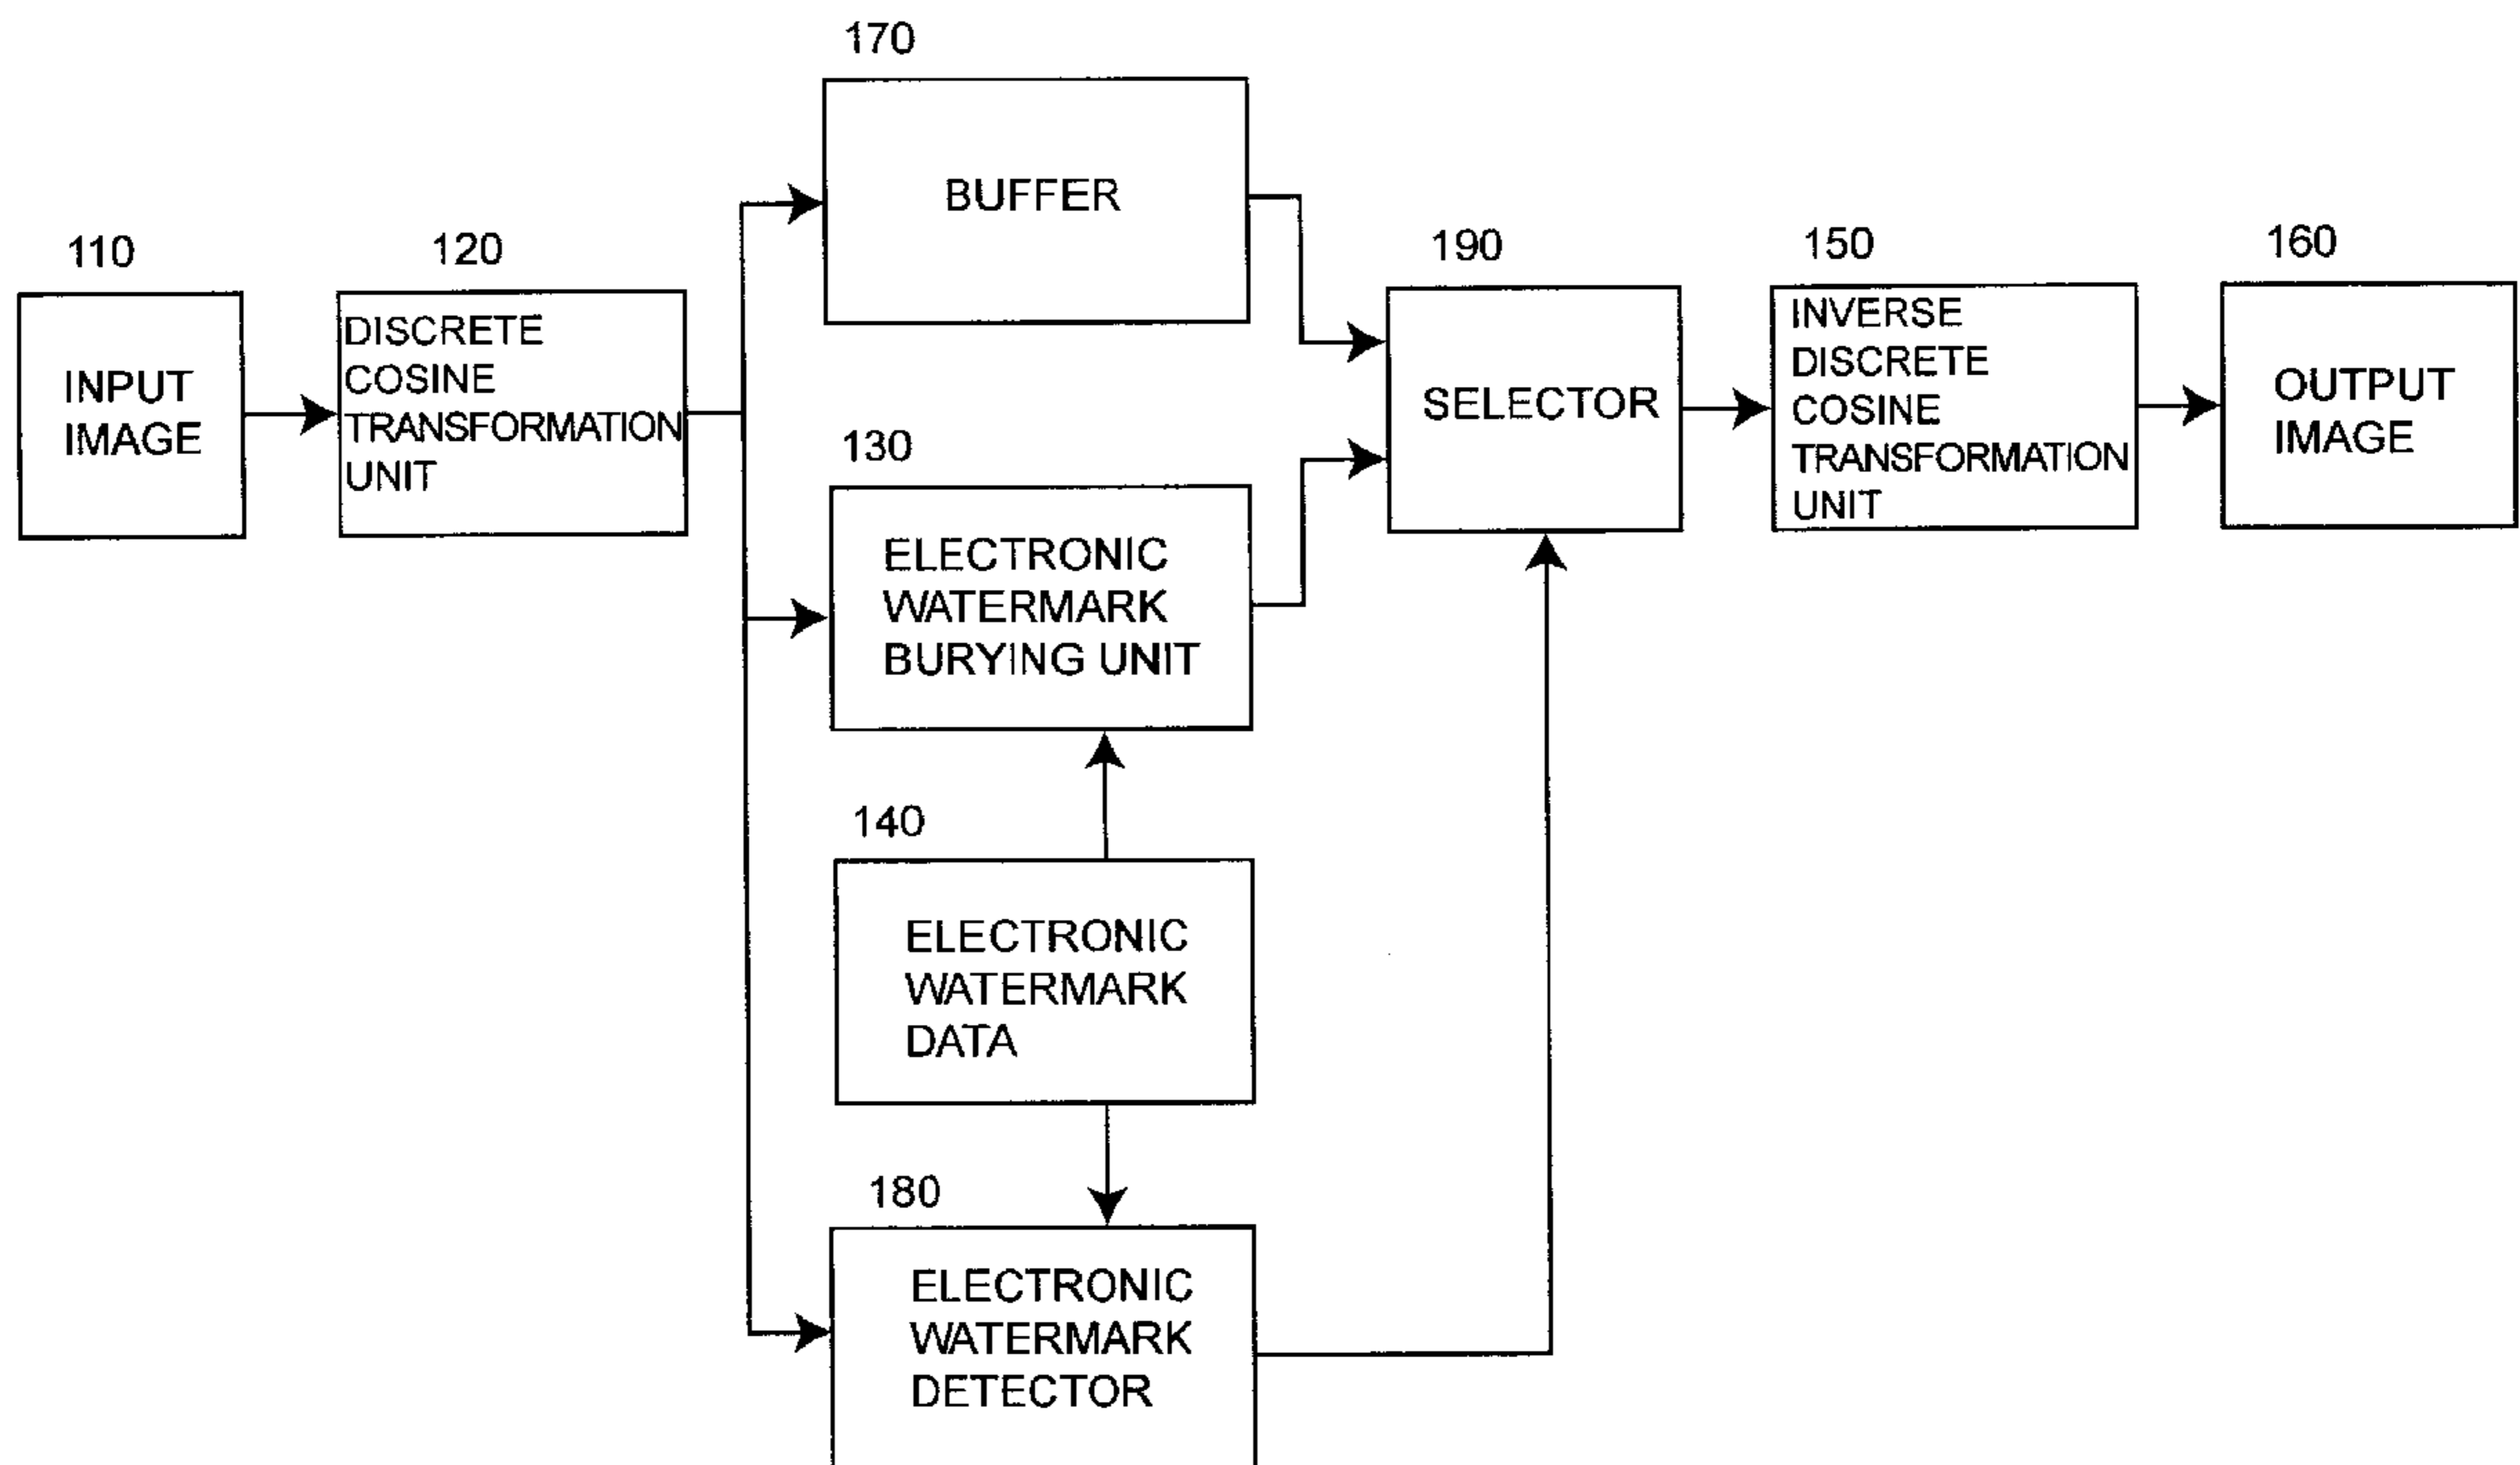 170
BUFFER
110
INPUT
IMAGE
120
DISCRETE
COSINE
TRANSFORMATION
UNIT
130
ELECTRONIC
WATERMARK
BURYING UNIT
140
ELECTRONIC
WATERMARK
DATA
180
ELECTRONIC
WATERMARK
DETECTOR
190
SELECTOR
150
INVERSE
DISCRETE
COSINE
TRANSFORMATION
UNIT
160
OUTPUT
IMAGE